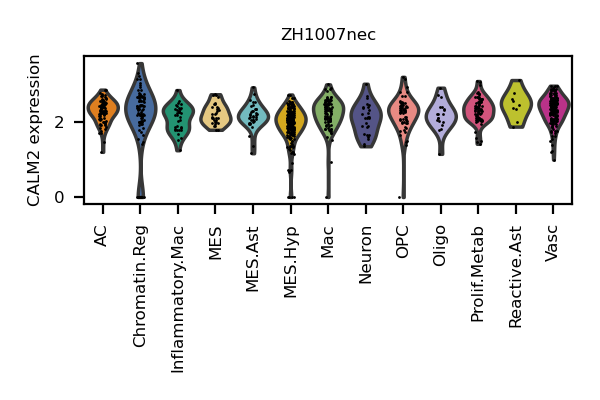 ZH1007nec
CALM2 expression
2
0
AC
Chromatin.Reg
Inflammatory.Mac
MES
MES.Ast
MES.Hyp
Mac
Neuron
OPC
Oligo
Prolif.Metab
Reactive.Ast
Vasc